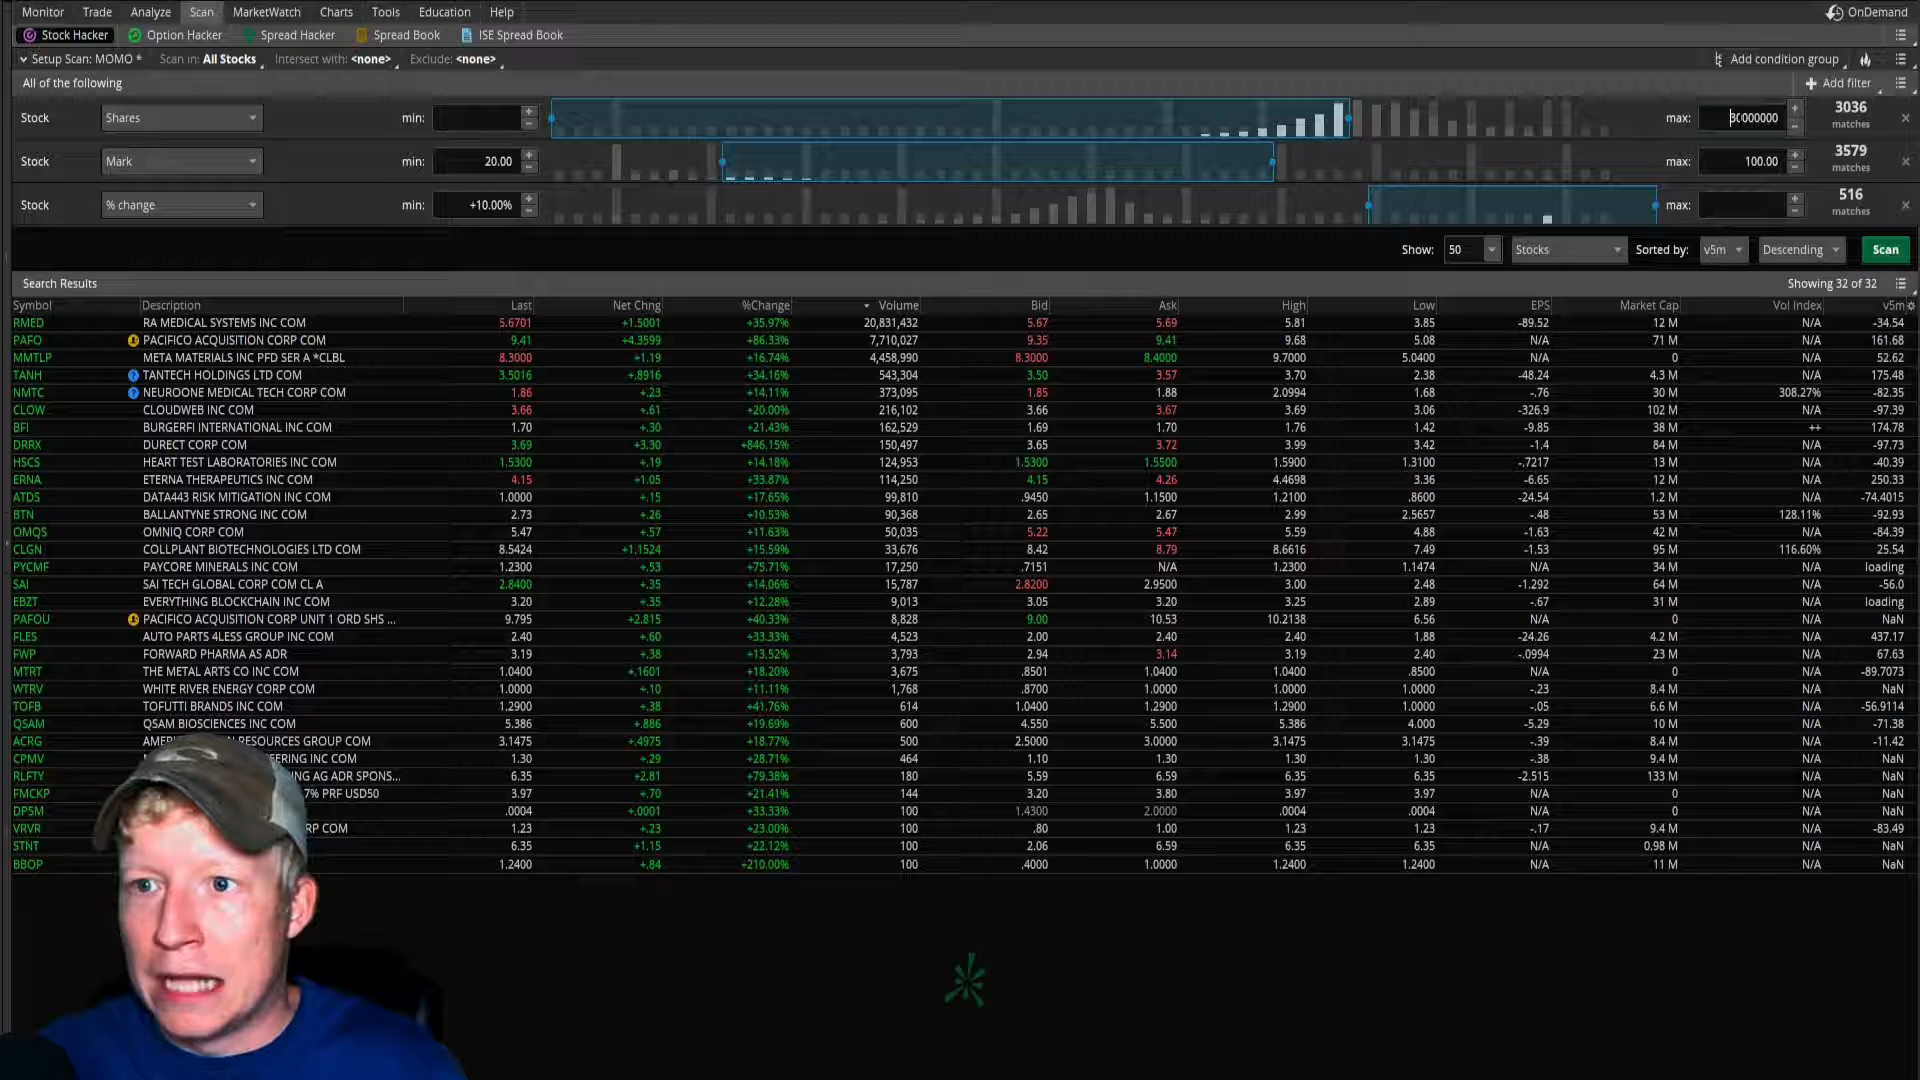 Monitor Trade Analyze Scan MarketWatch Charts Tools Education Help OnDemand
Stock Hacker Option Hacker Spread Hacker Spread Book ISE Spread Book
Setup Scan: MOMO * Scan in: All Stocks Intersect with: <none> Exclude: <none> Add condition group
All of the following Add filter
Stock Shares min: max: 30000000 3036 matches
Stock Mark min: 20.00 max: 100.00 3579 matches
Stock % change min: +10.00% max: 516 matches
Show: 50 Stocks Sorted by: v5m Descending Scan
Search Results Showing 32 of 32
Symbol Description Last Net Chng %Change Volume Bid Ask High Low EPS Market Cap Vol Index v5m
RMED RA MEDICAL SYSTEMS INC COM 5.6701 +1.5001 +35.97% 20,831,432 5.67 5.69 5.81 3.85 -89.52 12 M N/A -34.54
PAFO PACIFICO ACQUISITION CORP COM 9.41 +4.3599 +86.33% 7,710,027 9.35 9.41 9.68 5.08 N/A 71 M N/A 161.68
MMTLP META MATERIALS INC PFD SER A *CLBL 8.3000 +1.19 +16.74% 4,458,990 8.3000 8.4000 9.7000 5.0400 N/A 0 N/A 52.62
TANH TANTECH HOLDINGS LTD COM 3.5016 +.8916 +34.16% 543,304 3.50 3.57 3.70 2.38 -48.24 4.3 M N/A 175.48
NMTC NEUROONE MEDICAL TECH CORP COM 1.86 +.23 +14.11% 373,095 1.85 1.88 2.0994 1.68 -.76 30 M 308.27% -82.35
CLOW CLOUDWEB INC COM 3.66 +.61 +20.00% 216,102 3.66 3.67 3.69 3.06 -326.9 102 M N/A -97.39
BFI BURGERFI INTERNATIONAL INC COM 1.70 +.30 +21.43% 162,529 1.69 1.70 1.76 1.42 -9.85 38 M ++ 174.78
DRRX DURECT CORP COM 3.69 +3.30 +846.15% 150,497 3.65 3.72 3.99 3.42 -1.4 84 M N/A -97.73
HSCS HEART TEST LABORATORIES INC COM 1.5300 +.19 +14.18% 124,953 1.5300 1.5500 1.5900 1.3100 -.7217 13 M N/A -40.39
ERNA ETERNA THERAPEUTICS INC COM 4.15 +1.05 +33.87% 114,250 4.15 4.26 4.4698 3.36 -6.65 12 M N/A 250.33
ATDS DATA443 RISK MITIGATION INC COM 1.0000 +.15 +17.65% 99,810 .9450 1.1500 1.2100 .8600 -24.54 1.2 M N/A -74.4015
BTN BALLANTYNE STRONG INC COM 2.73 +.26 +10.53% 90,368 2.65 2.67 2.99 2.5657 -.48 53 M 128.11% -92.93
OMQS OMNIQ CORP COM 5.47 +.57 +11.63% 50,035 5.22 5.47 5.59 4.88 -1.63 42 M N/A -84.39
CLGN COLLPLANT BIOTECHNOLOGIES LTD COM 8.5424 +1.1524 +15.59% 33,676 8.42 8.79 8.6616 7.49 -1.53 95 M 116.60% 25.54
PYCMF PAYCORE MINERALS INC COM 1.2300 +.53 +75.71% 17,250 .7151 N/A 1.2300 1.1474 N/A 34 M N/A loading
SAI SAI TECH GLOBAL CORP COM CL A 2.8400 +.35 +14.06% 15,787 2.8200 2.9500 3.00 2.48 -1.292 64 M N/A -56.0
EBZT EVERYTHING BLOCKCHAIN INC COM 3.20 +.35 +12.28% 9,013 3.05 3.20 3.25 2.89 -.67 31 M N/A loading
PAFOU PACIFICO ACQUISITION CORP UNIT 1 ORD SHS ... 9.795 +2.815 +40.33% 8,828 9.00 10.53 10.2138 6.56 N/A 0 N/A NaN
FLES AUTO PARTS 4LESS GROUP INC COM 2.40 +.60 +33.33% 4,523 2.00 2.40 2.40 1.88 -24.26 4.2 M N/A 437.17
FWP FORWARD PHARMA AS ADR 3.19 +.38 +13.52% 3,793 2.94 3.14 3.19 2.40 -.0994 23 M N/A 67.63
MTRT THE METAL ARTS CO INC COM 1.0400 +.1601 +18.20% 3,675 .8501 1.0400 1.0400 .8500 N/A 0 N/A -89.7073
WTRV WHITE RIVER ENERGY CORP COM 1.0000 +.10 +11.11% 1,768 .8700 1.0000 1.0000 1.0000 -.23 8.4 M N/A NaN
TOFB TOFUTTI BRANDS INC COM 1.2900 +.38 +41.76% 614 1.0400 1.2900 1.2900 1.0000 -.05 6.6 M N/A -56.9114
QSAM QSAM BIOSCIENCES INC COM 5.386 +.886 +19.69% 600 4.550 5.500 5.386 4.000 -5.29 10 M N/A -71.38
ACRG RESOURCES GROUP COM 3.1475 +.4975 +18.77% 500 2.5000 3.0000 3.1475 3.1475 -.39 8.4 M N/A -11.42
CPMV ERING INC COM 1.30 +.29 +28.71% 464 1.10 1.30 1.30 1.30 -.38 9.4 M N/A NaN
RLFTY NG AG ADR SPONS... 6.35 +2.81 +79.38% 180 5.59 6.59 6.35 6.35 -2.515 133 M N/A NaN
FMCKP 7% PRF USD50 3.97 +.70 +21.41% 144 3.20 3.80 3.97 3.97 N/A 0 N/A NaN
DPSM .0004 +.0001 +33.33% 100 1.4300 2.0000 .0004 .0004 N/A 0 N/A NaN
VRVR RP COM 1.23 +.23 +23.00% 100 .80 1.00 1.23 1.23 -.17 9.4 M N/A -83.49
STNT 6.35 +1.15 +22.12% 100 2.06 6.59 6.35 6.35 N/A 0.98 M N/A NaN
BBOP 1.2400 +.84 +210.00% 100 .4000 1.0000 1.2400 1.2400 N/A 11 M N/A NaN